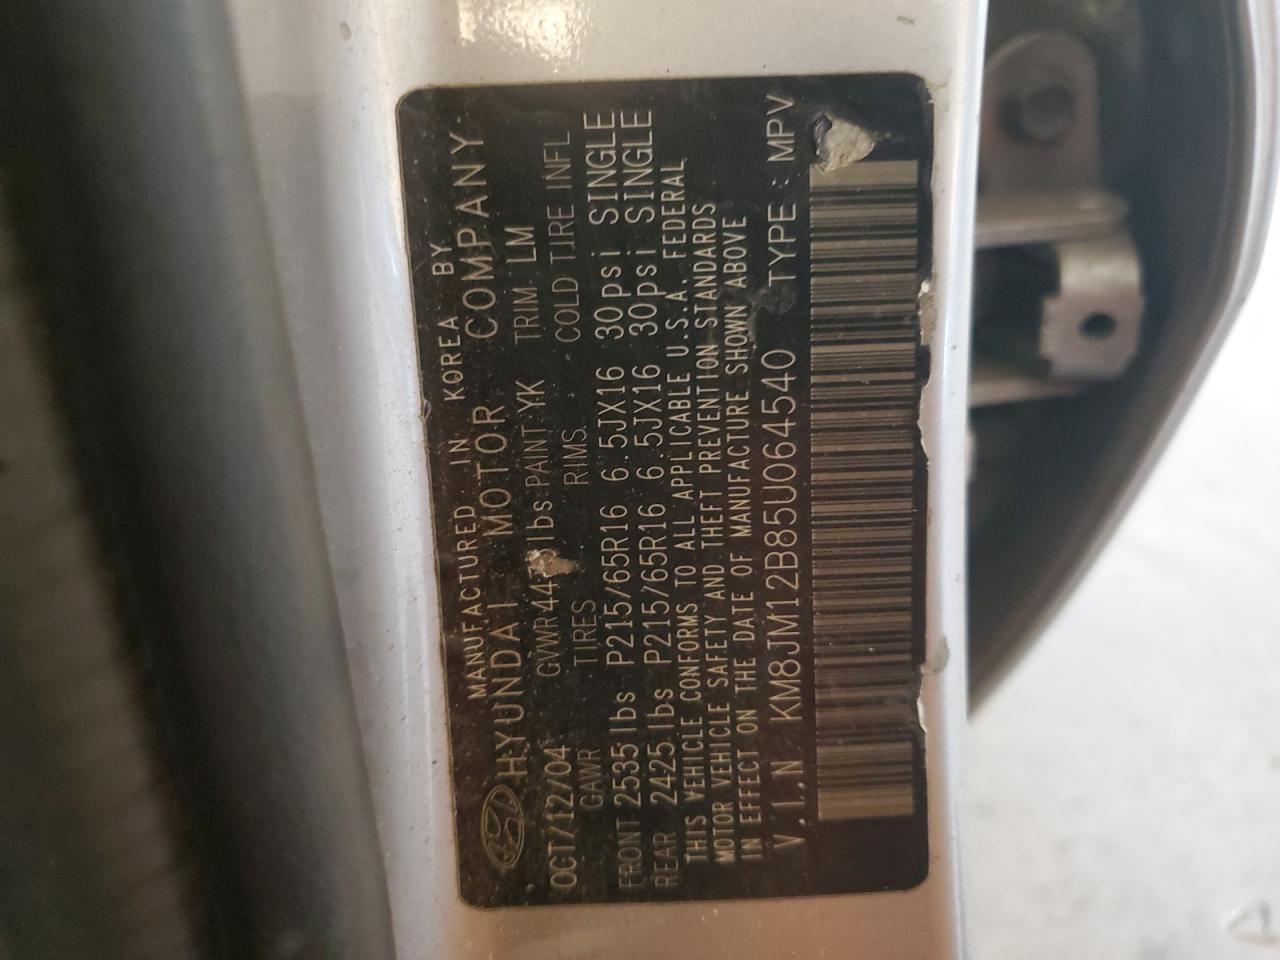 MANUFACTURED IN KOREA BY
HYUNDAI MOTOR COMPANY
OCT/12/04 GVWR lbs PAINT YK TRIM LM
GAWR TIRES RIMS COLD TIRE INFL
FRONT 2535 lbs P215/65R16 6.5JX16 30psi SINGLE
REAR 2425 lbs P215/65R16 6.5JX16 30psi SINGLE
THIS VEHICLE CONFORMS TO ALL APPLICABLE U.S.A. FEDERAL
MOTOR VEHICLE SAFETY AND THEFT PREVENTION STANDARDS
IN EFFECT ON THE DATE OF MANUFACTURE SHOWN ABOVE
V.I.N KM8JM12B85U064540 TYPE: MPV